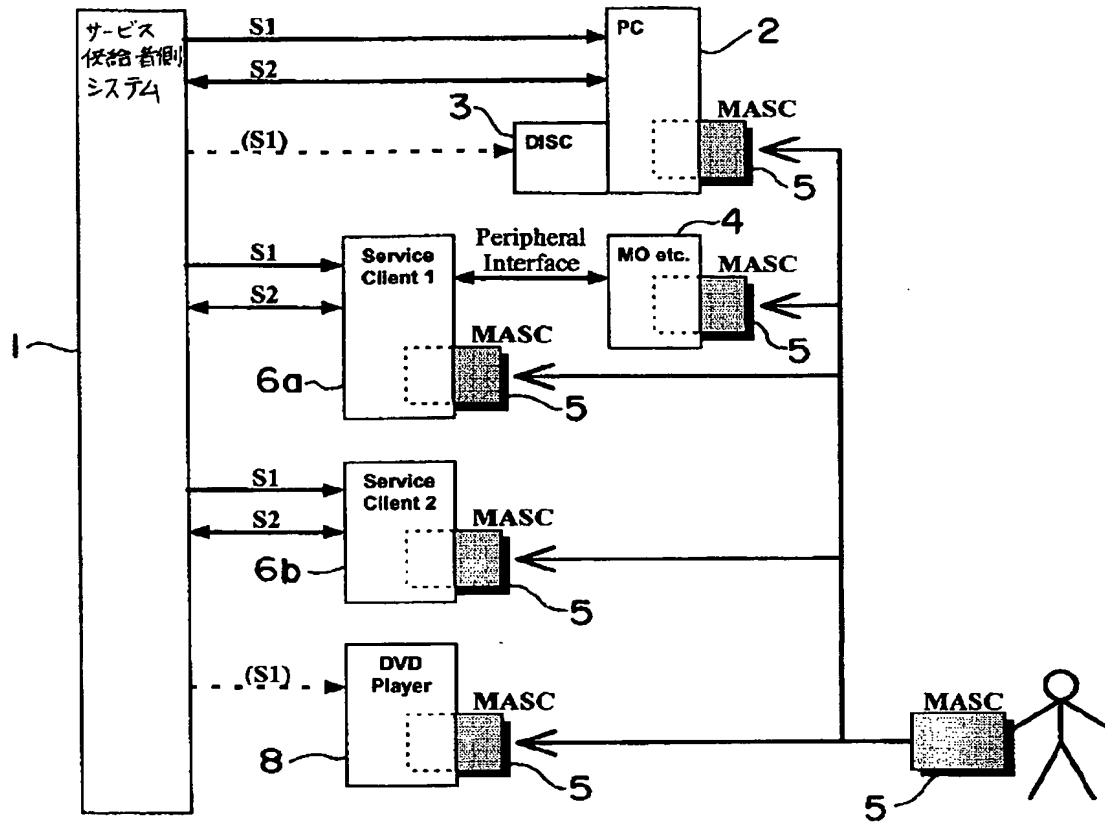 サービス
供給者側
システム
S1
PC
2
S2
MASC
3
(S1)
DISC
5
4
S1
Service
Client 1
Peripheral
Interface
MO etc.
MASC
S2
1
MASC
5
6a
5
S1
Service
Client 2
S2
MASC
6b
5
DVD
Player
(S1)
MASC
MASC
8
5
5